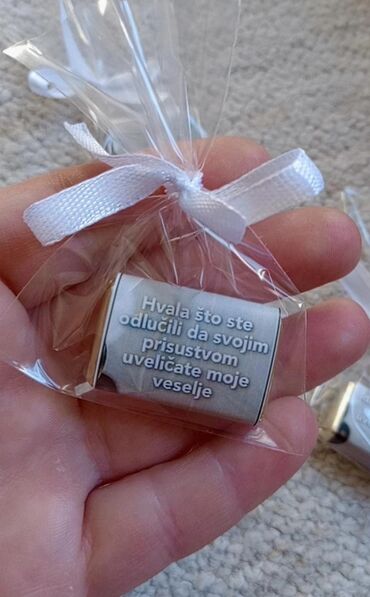 Hvala što ste
odlučili da svojim
prisustvom
uveličate moje
veselje